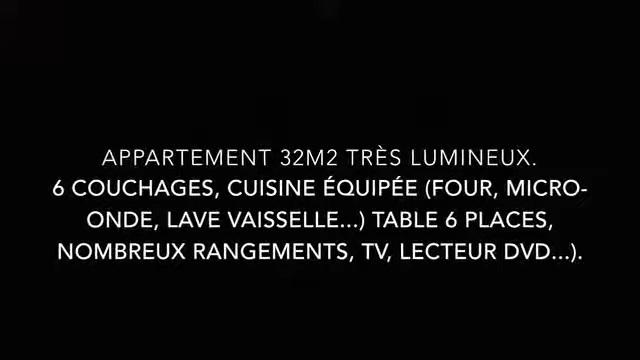 APPARTEMENT 32M2 TRÈS LUMINEUX.
6 COUCHAGES, CUISINE ÉQUIPÉE (FOUR, MICRO-
ONDE, LAVE VAISSELLE...) TABLE 6 PLACES,
NOMBREUX RANGEMENTS, TV, LECTEUR DVD...).